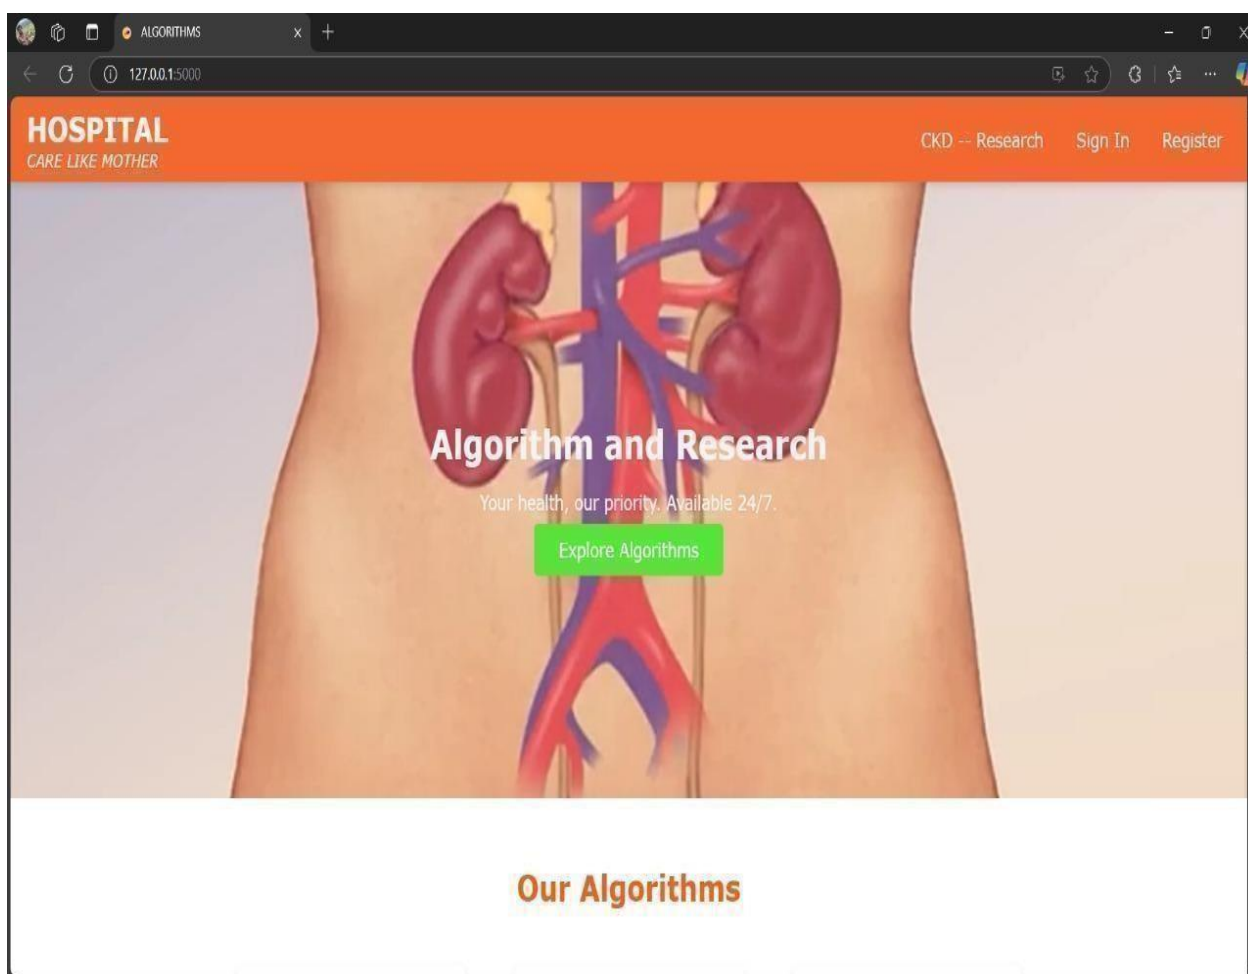 ALGORITHMS
127.0.0.1:5000
HOSPITAL
CARE LIKE MOTHER
CKD -- Research Sign In Register
Algorithm and Research
Your health, our priority. Available 24/7.
Explore Algorithms
Our Algorithms